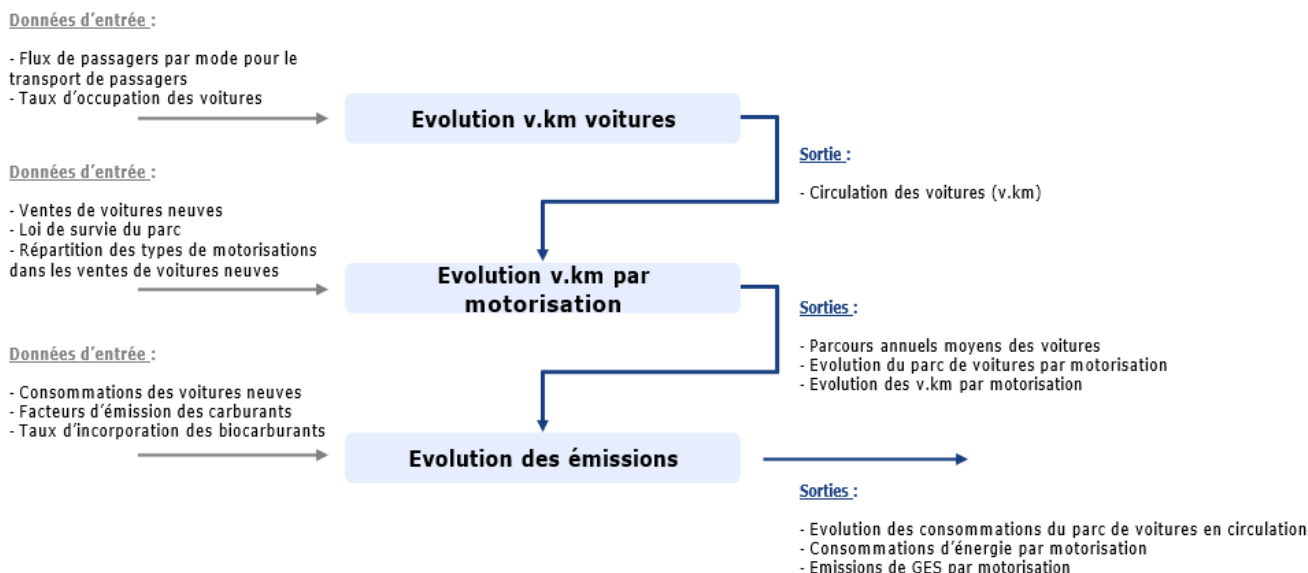 Données d'entrée :
- Flux de passagers par mode pour le
transport de passagers
- Taux d'occupation des voitures
Evolution v.km voitures
Sortie :
- Circulation des voitures (v.km)
Données d'entrée :
- Ventes de voitures neuves
- Loi de survie du parc
- Répartition des types de motorisations
dans les ventes de voitures neuves
Evolution v.km par
motorisation
Sorties :
- Parcours annuels moyens des voitures
- Evolution du parc de voitures par motorisation
- Evolution des v.km par motorisation
Données d'entrée :
- Consommations des voitures neuves
- Facteurs d'émission des carburants
- Taux d'incorporation des biocarburants
Evolution des émissions
Sorties :
- Evolution des consommations du parc de voitures en circulation
- Consommations d'énergie par motorisation
- Emissions de GES par motorisation